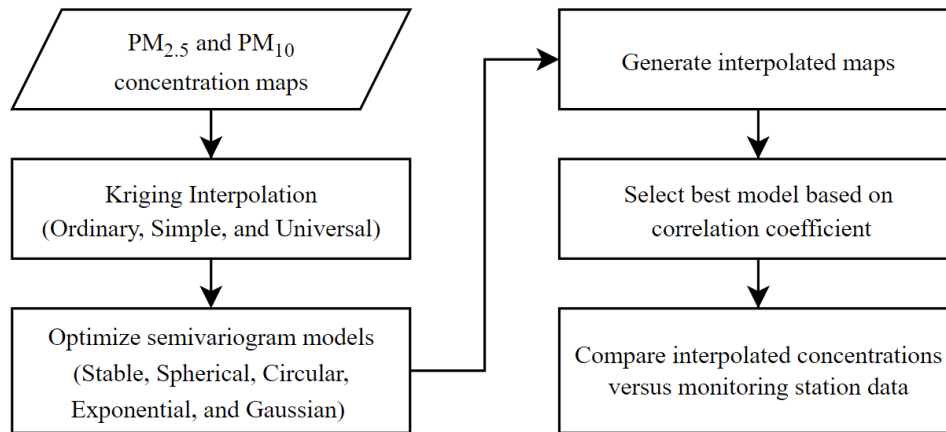 PM2.5 and PM10
concentration maps
Kriging Interpolation
(Ordinary, Simple, and Universal)
Optimize semivariogram models
(Stable, Spherical, Circular,
Exponential, and Gaussian)
Generate interpolated maps
Select best model based on
correlation coefficient
Compare interpolated concentrations
versus monitoring station data